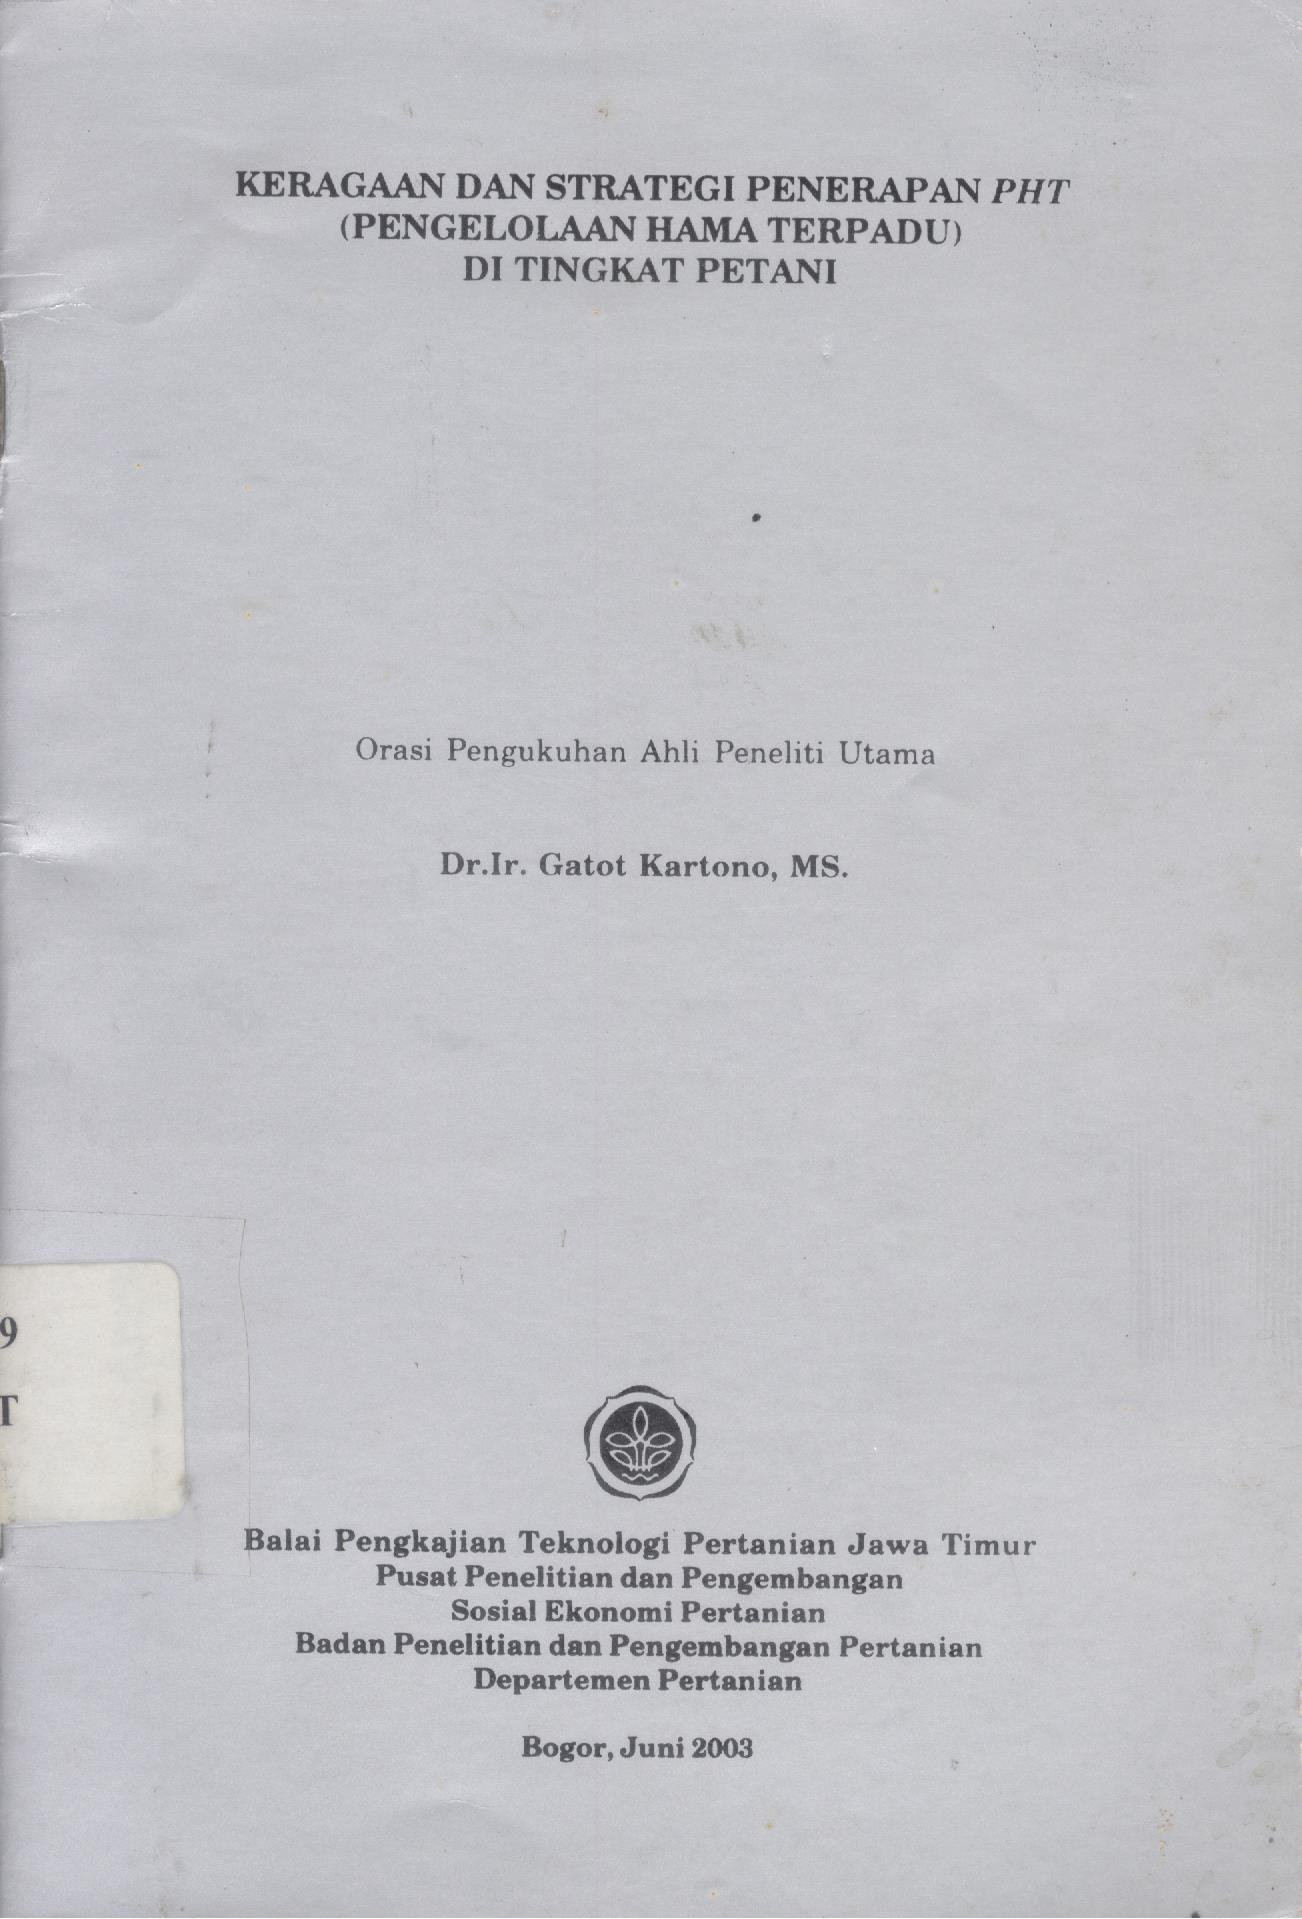 KERAGAAN DAN STRATEGI PENERAPAN PHT
(PENGELOLAAN HAMA TERPADU)
DI TINGKAT PETANI
Orasi Pengukuhan Ahli Peneliti Utama
Dr.Ir. Gatot Kartono, MS.
9
T
Balai Pengkajian Teknologi Pertanian Jawa Timur
Pusat Penelitian dan Pengembangan
Sosial Ekonomi Pertanian
Badan Penelitian dan Pengembangan Pertanian
Departemen Pertanian
Bogor, Juni 2003